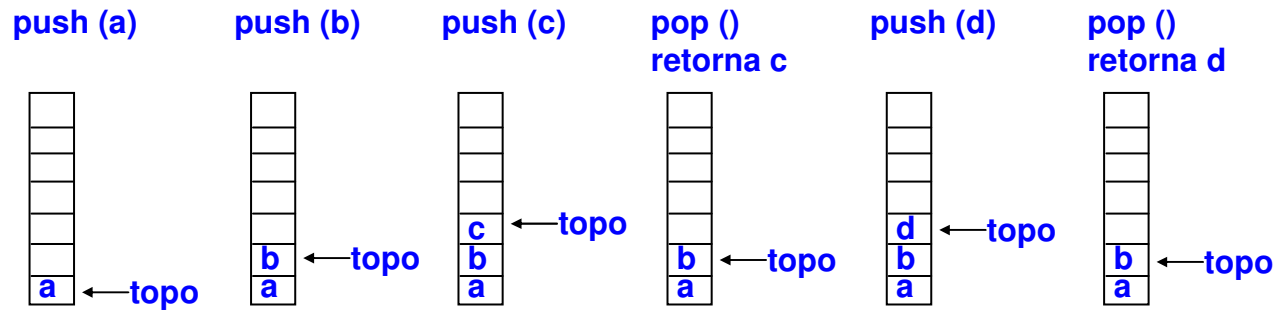 push (a)
push (b)
push (c)
pop ()
retorna c
push (d)
pop ()
retorna d
a
topo
b
topo
a
c
topo
b
a
b
topo
a
d
topo
b
a
b
topo
a